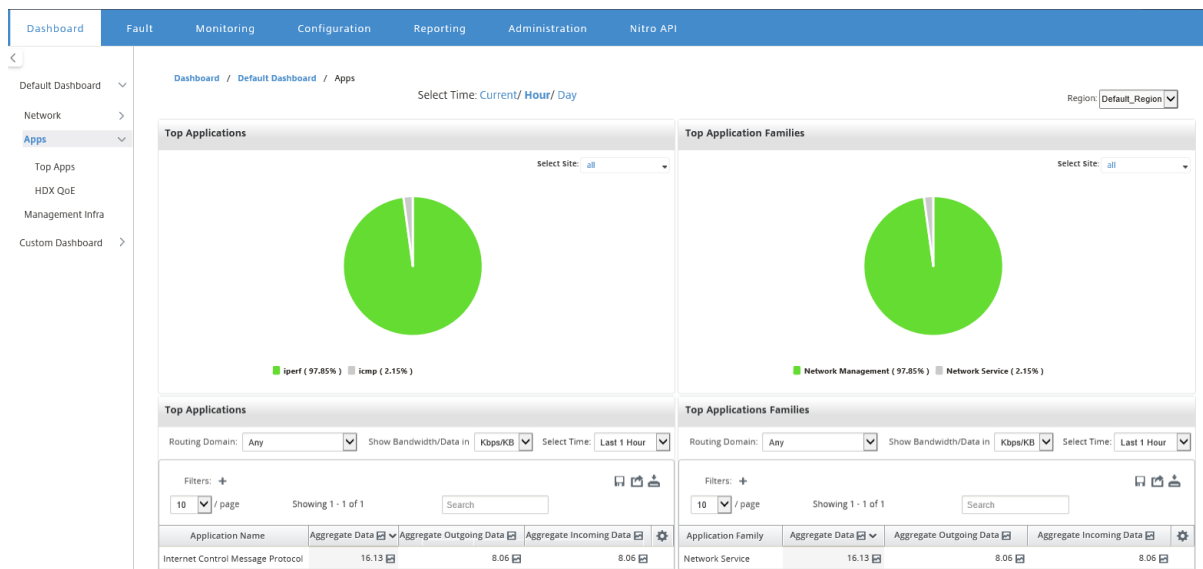 Dashboard Fault Monitoring Configuration Reporting Administration Nitro API
Default Dashboard
Network
Apps
Top Apps
HDX QoE
Management Infra
Custom Dashboard
Dashboard / Default Dashboard / Apps
Select Time: Current/ Hour/ Day
Region: Default_Region
Top Applications
Select Site: all
iperf ( 97.85% ) icmp ( 2.15% )
Top Application Families
Select Site: all
Network Management ( 97.85% ) Network Service ( 2.15% )
Top Applications
Routing Domain: Any Show Bandwidth/Data in Kbps/KB Select Time: Last 1 Hour
Filters: +
10 / page Showing 1 - 1 of 1 Search
Application Name Aggregate Data Aggregate Outgoing Data Aggregate Incoming Data
Internet Control Message Protocol 16.13 8.06 8.06
Top Applications Families
Routing Domain: Any Show Bandwidth/Data in Kbps/KB Select Time: Last 1 Hour
Filters: +
10 / page Showing 1 - 1 of 1 Search
Application Family Aggregate Data Aggregate Outgoing Data Aggregate Incoming Data
Network Service 16.13 8.06 8.06